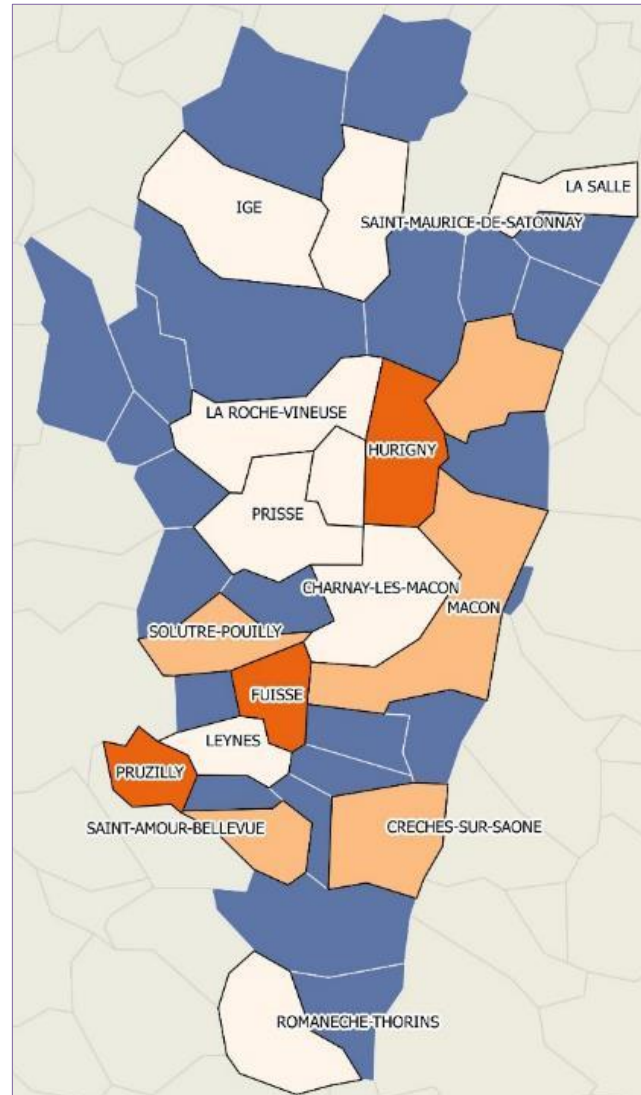 LA SALLE
IGE
SAINT-MAURICE-DE-SATONNAY
LA ROCHE-VINEUSE
HURIGNY
PRISSE
CHARNAY-LES-MACON
MACON
SOLUTRE-POUILLY
FUISSE
LEYNES
PRUZILLY
SAINT-AMOUR-BELLEVUE
CRECHES-SUR-SAONE
ROMANECHE-THORINS